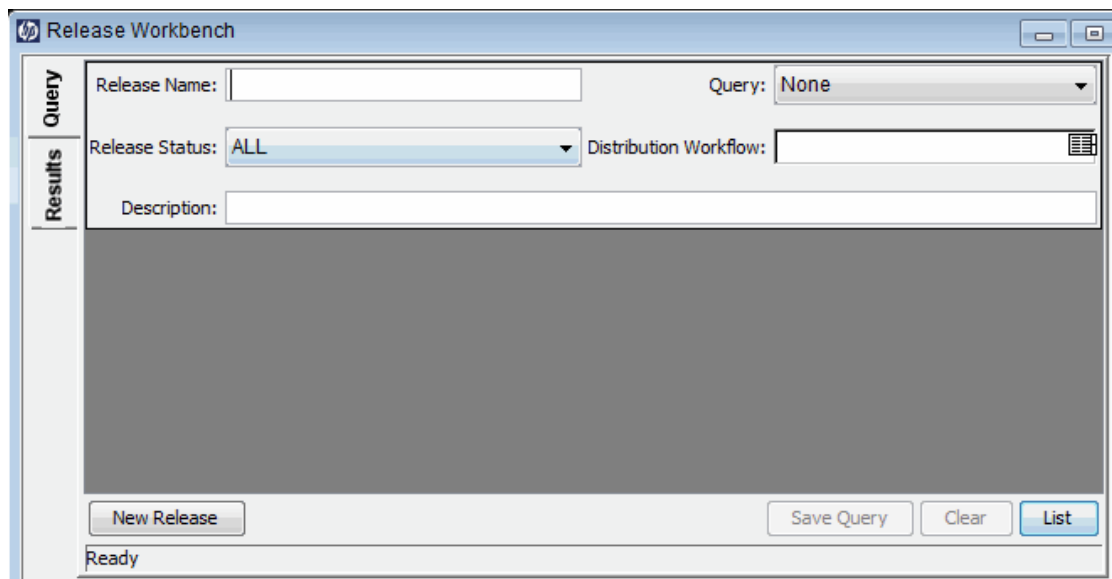 hp Release Workbench
Query
Results
Release Name:
Query: None
Release Status: ALL
Distribution Workflow:
Description:
New Release
Save Query
Clear
List
Ready